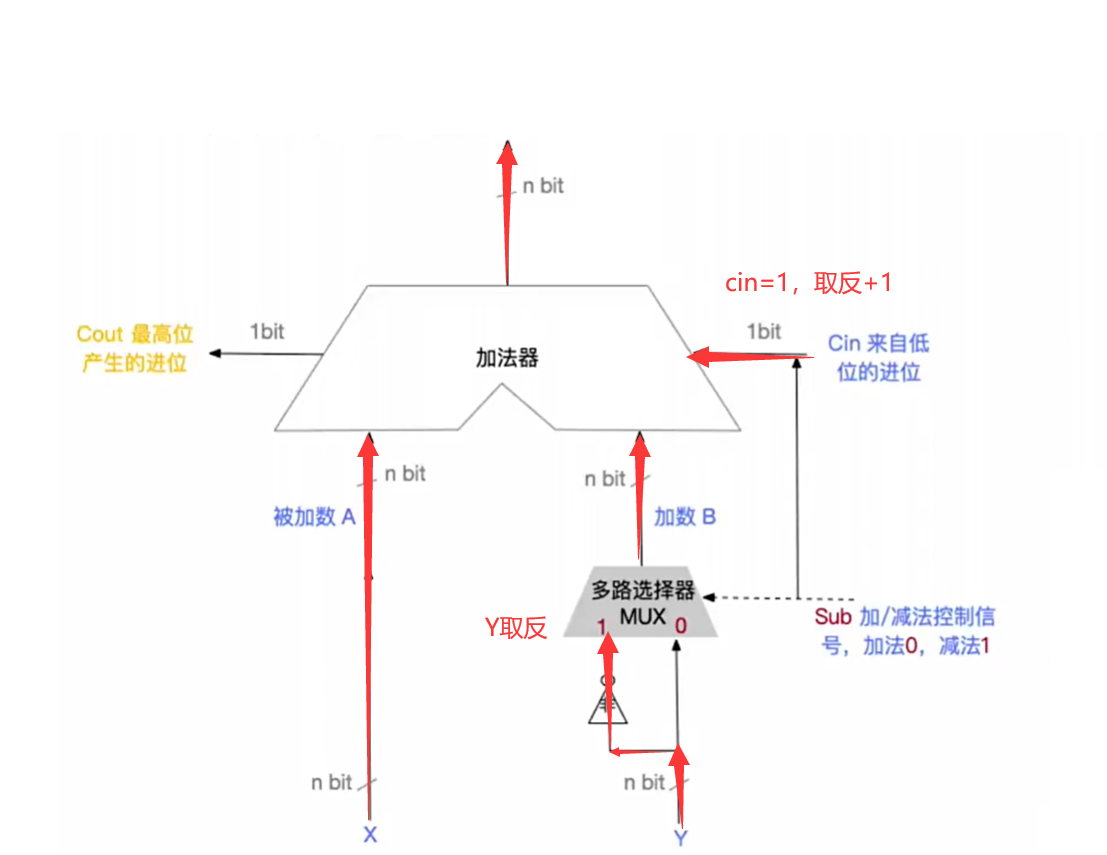 n bit
cin=1，取反+1
Cout 最高位
产生的进位
1bit
加法器
1bit
Cin 来自低
位的进位
n bit
被加数 A
n bit
加数 B
多路选择器
MUX
1
0
Y取反
Sub 加/减法控制信
号，加法0，减法1
非
n bit
n bit
X
Y